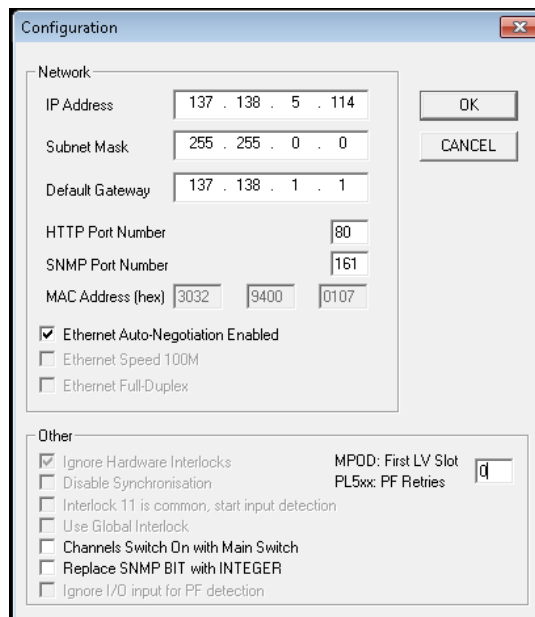 Configuration
Network
IP Address 137 . 138 . 5 . 114
OK
Subnet Mask 255 . 255 . 0 . 0
CANCEL
Default Gateway 137 . 138 . 1 . 1
HTTP Port Number 80
SNMP Port Number 161
MAC Address (hex) 3032 9400 0107
Ethernet Auto-Negotiation Enabled
Ethernet Speed 100M
Ethernet Full-Duplex
Other
Ignore Hardware Interlocks
MPOD: First LV Slot
PL5xx: PF Retries
0
Disable Synchronisation
Interlock 11 is common, start input detection
Use Global Interlock
Channels Switch On with Main Switch
Replace SNMP BIT with INTEGER
Ignore I/O input for PF detection